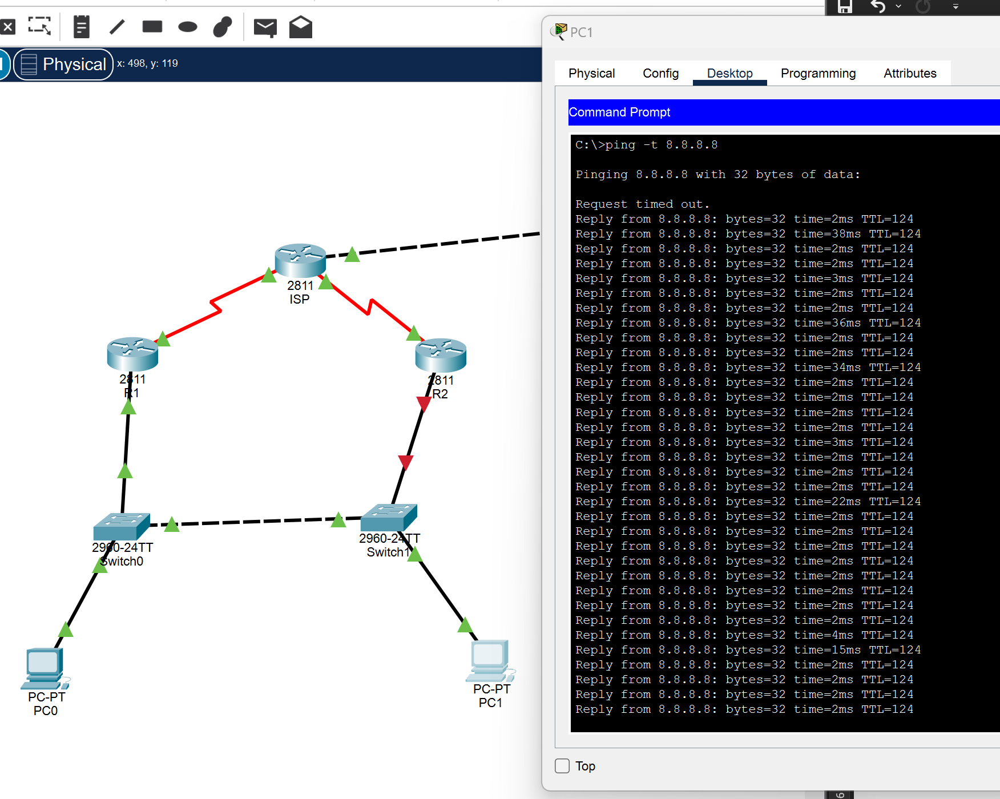 Physical
x: 498, y: 119
2811
ISP
2811
R1
2811
R2
2960-24TT
Switch0
2960-24TT
Switch1
PC-PT
PC0
PC-PT
PC1
PC1
Physical Config Desktop Programming Attributes
Command Prompt
C:\>ping -t 8.8.8.8
Pinging 8.8.8.8 with 32 bytes of data:
Request timed out.
Reply from 8.8.8.8: bytes=32 time=2ms TTL=124
Reply from 8.8.8.8: bytes=32 time=38ms TTL=124
Reply from 8.8.8.8: bytes=32 time=2ms TTL=124
Reply from 8.8.8.8: bytes=32 time=2ms TTL=124
Reply from 8.8.8.8: bytes=32 time=3ms TTL=124
Reply from 8.8.8.8: bytes=32 time=2ms TTL=124
Reply from 8.8.8.8: bytes=32 time=2ms TTL=124
Reply from 8.8.8.8: bytes=32 time=36ms TTL=124
Reply from 8.8.8.8: bytes=32 time=2ms TTL=124
Reply from 8.8.8.8: bytes=32 time=2ms TTL=124
Reply from 8.8.8.8: bytes=32 time=34ms TTL=124
Reply from 8.8.8.8: bytes=32 time=2ms TTL=124
Reply from 8.8.8.8: bytes=32 time=2ms TTL=124
Reply from 8.8.8.8: bytes=32 time=2ms TTL=124
Reply from 8.8.8.8: bytes=32 time=2ms TTL=124
Reply from 8.8.8.8: bytes=32 time=3ms TTL=124
Reply from 8.8.8.8: bytes=32 time=2ms TTL=124
Reply from 8.8.8.8: bytes=32 time=2ms TTL=124
Reply from 8.8.8.8: bytes=32 time=2ms TTL=124
Reply from 8.8.8.8: bytes=32 time=22ms TTL=124
Reply from 8.8.8.8: bytes=32 time=2ms TTL=124
Reply from 8.8.8.8: bytes=32 time=2ms TTL=124
Reply from 8.8.8.8: bytes=32 time=2ms TTL=124
Reply from 8.8.8.8: bytes=32 time=2ms TTL=124
Reply from 8.8.8.8: bytes=32 time=2ms TTL=124
Reply from 8.8.8.8: bytes=32 time=2ms TTL=124
Reply from 8.8.8.8: bytes=32 time=2ms TTL=124
Reply from 8.8.8.8: bytes=32 time=2ms TTL=124
Reply from 8.8.8.8: bytes=32 time=4ms TTL=124
Reply from 8.8.8.8: bytes=32 time=15ms TTL=124
Reply from 8.8.8.8: bytes=32 time=2ms TTL=124
Reply from 8.8.8.8: bytes=32 time=2ms TTL=124
Reply from 8.8.8.8: bytes=32 time=2ms TTL=124
Reply from 8.8.8.8: bytes=32 time=2ms TTL=124
Top